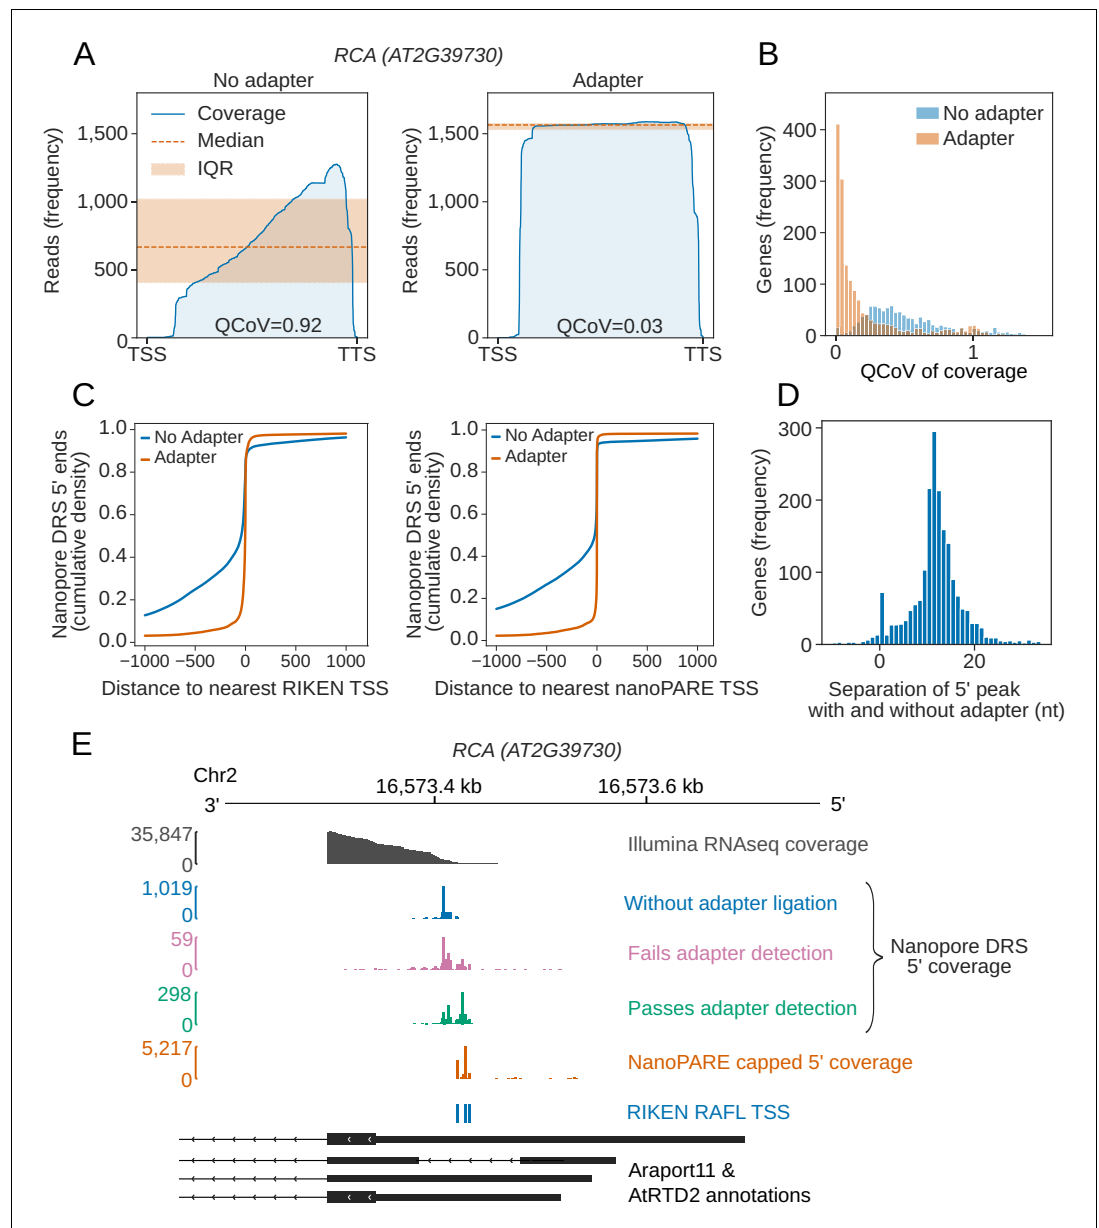 A
RCA (AT2G39730)
No adapter
Adapter
Reads (frequency)
1,500
1,000
500
0
Coverage
Median
IQR
QCoV=0.92
TSS
TTS
Reads (frequency)
1,500
1,000
500
0
QCoV=0.03
TSS
TTS
B
Genes (frequency)
400
300
200
100
0
No adapter
Adapter
0
1
QCoV of coverage
C
Nanopore DRS 5' ends
(cumulative density)
1.0
0.8
0.6
0.4
0.2
0.0
No Adapter
Adapter
−1000
−500
0
500
1000
Distance to nearest RIKEN TSS
Nanopore DRS 5' ends
(cumulative density)
1.0
0.8
0.6
0.4
0.2
0.0
No Adapter
Adapter
−1000
−500
0
500
1000
Distance to nearest nanoPARE TSS
D
Genes (frequency)
300
200
100
0
0
20
Separation of 5' peak
with and without adapter (nt)
E
RCA (AT2G39730)
Chr2
16,573.4 kb
16,573.6 kb
3'
5'
35,847
0
Illumina RNAseq coverage
1,019
0
Without adapter ligation
59
0
Fails adapter detection
Nanopore DRS
5' coverage
298
0
Passes adapter detection
5,217
0
NanoPARE capped 5' coverage
RIKEN RAFL TSS
Araport11 &
AtRTD2 annotations